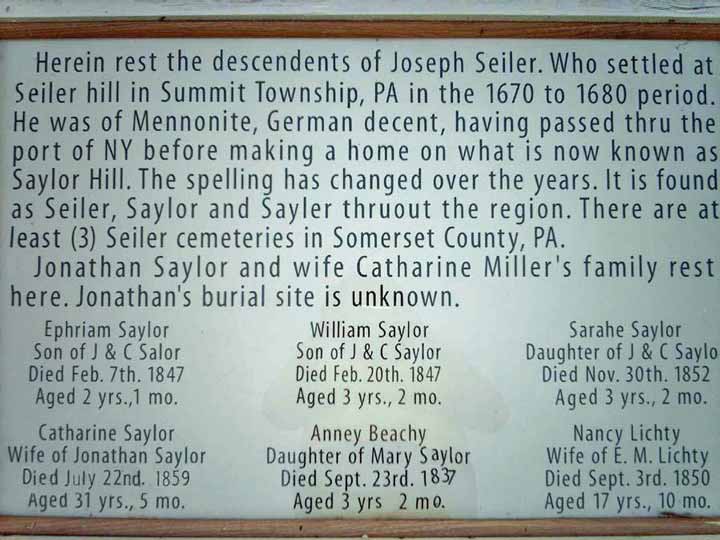 Herein rest the descendents of Joseph Seiler. Who settled at
Seiler hill in Summit Township, PA in the 1670 to 1680 period.
He was of Mennonite, German decent, having passed thru the
port of NY before making a home on what is now known as
Saylor Hill. The spelling has changed over the years. It is found
as Seiler, Saylor and Sayler thruout the region. There are at
least (3) Seiler cemeteries in Somerset County, PA.
Jonathan Saylor and wife Catharine Miller's family rest
here. Jonathan's burial site is unknown.
Ephriam Saylor
Son of J & C Salor
Died Feb. 7th. 1847
Aged 2 yrs.,1 mo.
William Saylor
Son of J & C Saylor
Died Feb. 20th. 1847
Aged 3 yrs., 2 mo.
Sarahe Saylor
Daughter of J & C Saylo
Died Nov. 30th. 1852
Aged 3 yrs., 2 mo.
Catharine Saylor
Wife of Jonathan Saylor
Died July 22nd. 1859
Aged 31 yrs., 5 mo.
Anney Beachy
Daughter of Mary Saylor
Died Sept. 23rd. 1837
Aged 3 yrs 2 mo.
Nancy Lichty
Wife of E. M. Lichty
Died Sept. 3rd. 1850
Aged 17 yrs., 10 mo.